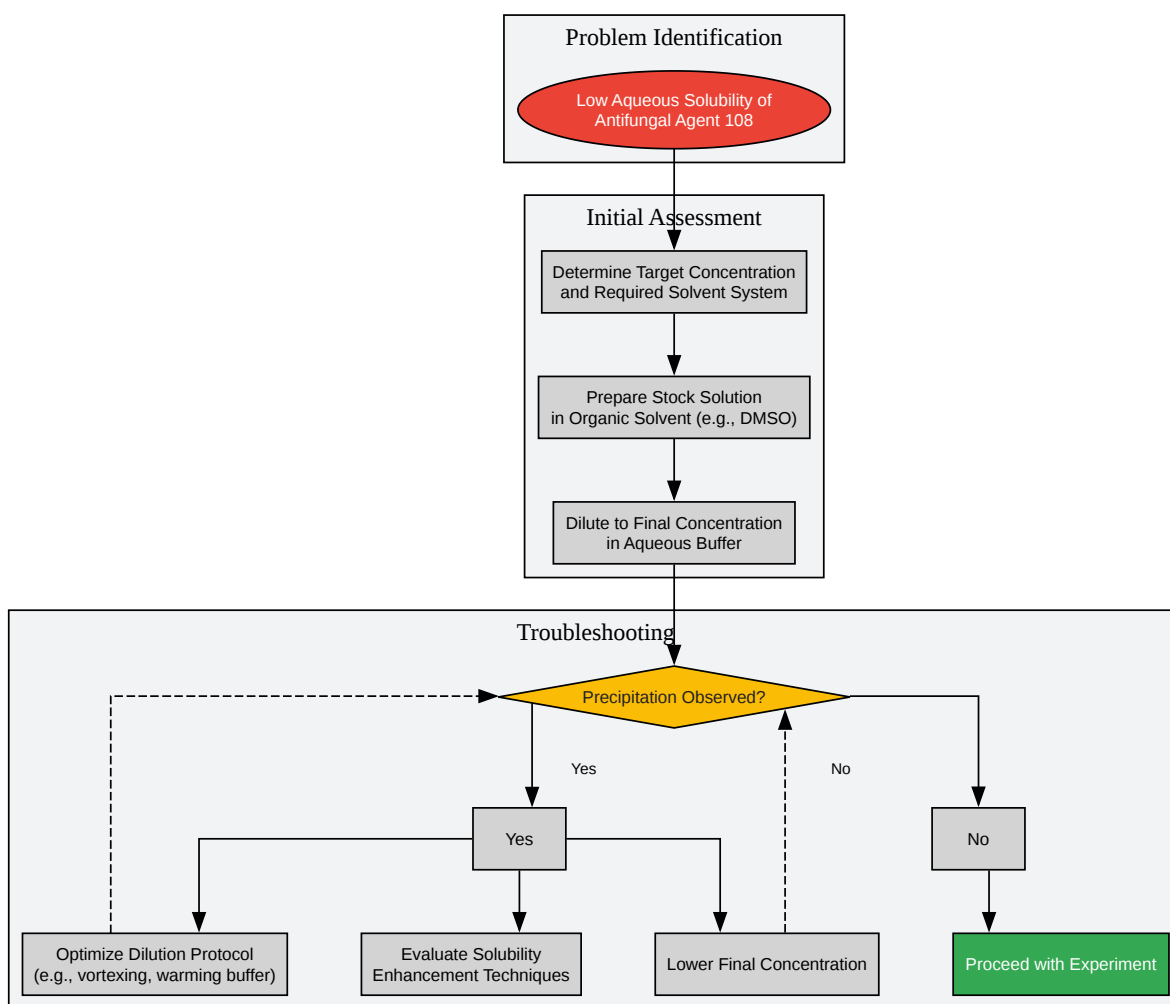 Problem Identification
Low Aqueous Solubility of
Antifungal Agent 108
Initial Assessment
Determine Target Concentration
and Required Solvent System
Prepare Stock Solution
in Organic Solvent (e.g., DMSO)
Dilute to Final Concentration
in Aqueous Buffer
Troubleshooting
Precipitation Observed?
Yes
No
Yes
No
Optimize Dilution Protocol
(e.g., vortexing, warming buffer)
Evaluate Solubility
Enhancement Techniques
Lower Final Concentration
Proceed with Experiment